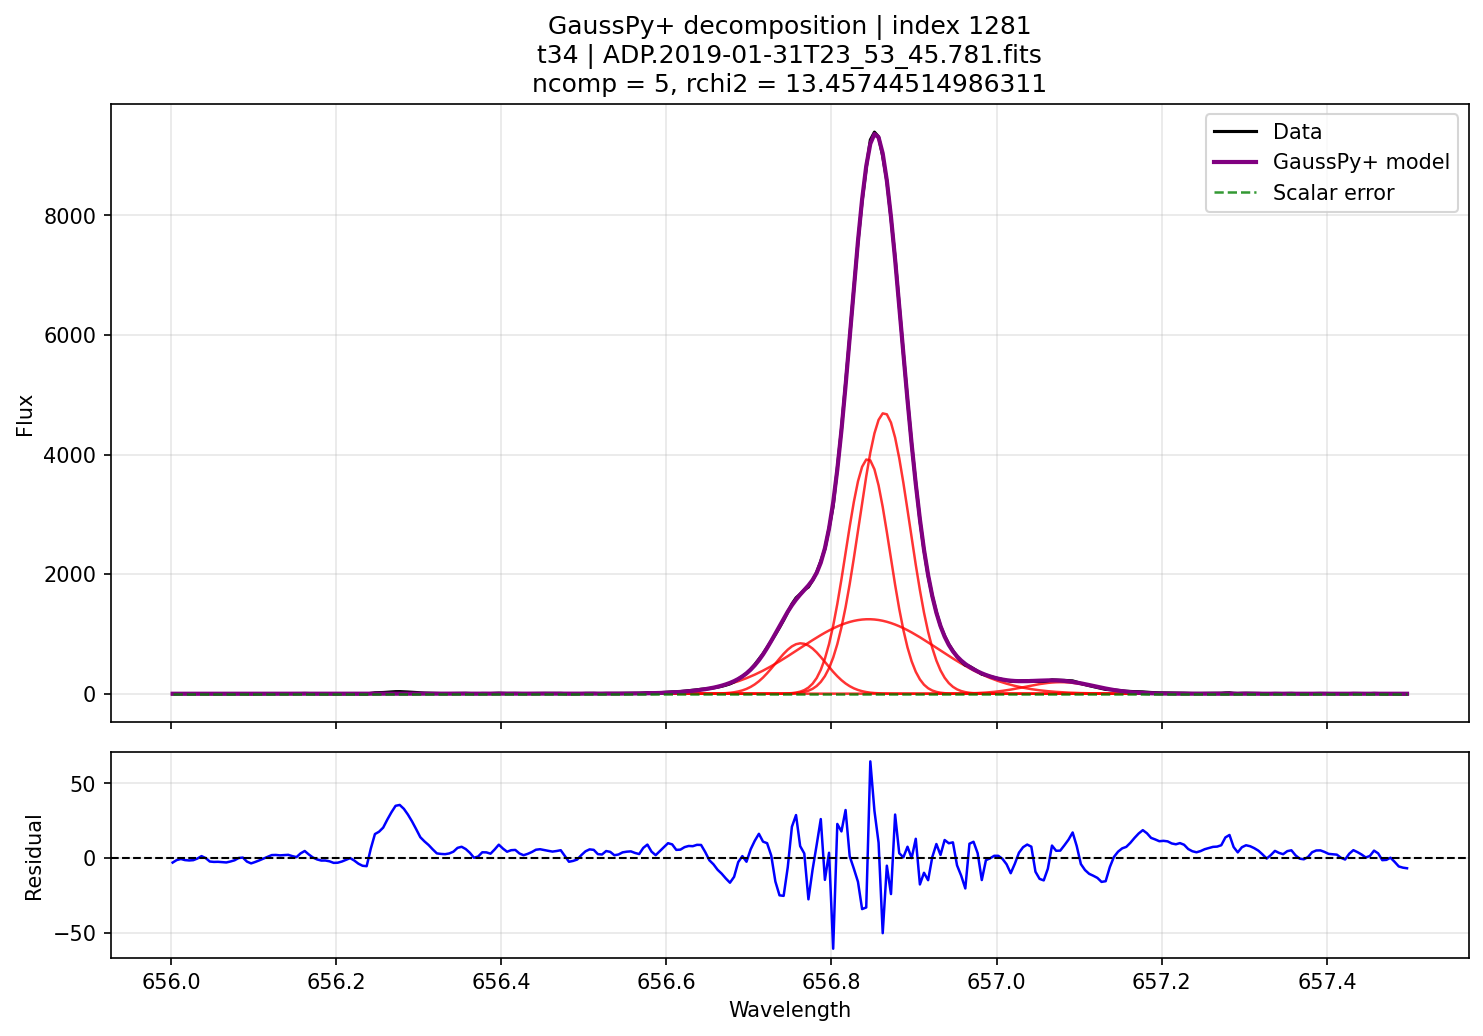 GaussPy+ decomposition | index 1281
t34 | ADP.2019-01-31T23_53_45.781.fits
ncomp = 5, rchi2 = 13.45744514986311
Data
GaussPy+ model
Scalar error
Flux
8000
6000
4000
2000
0
Residual
50
0
−50
656.0 656.2 656.4 656.6 656.8 657.0 657.2 657.4
Wavelength